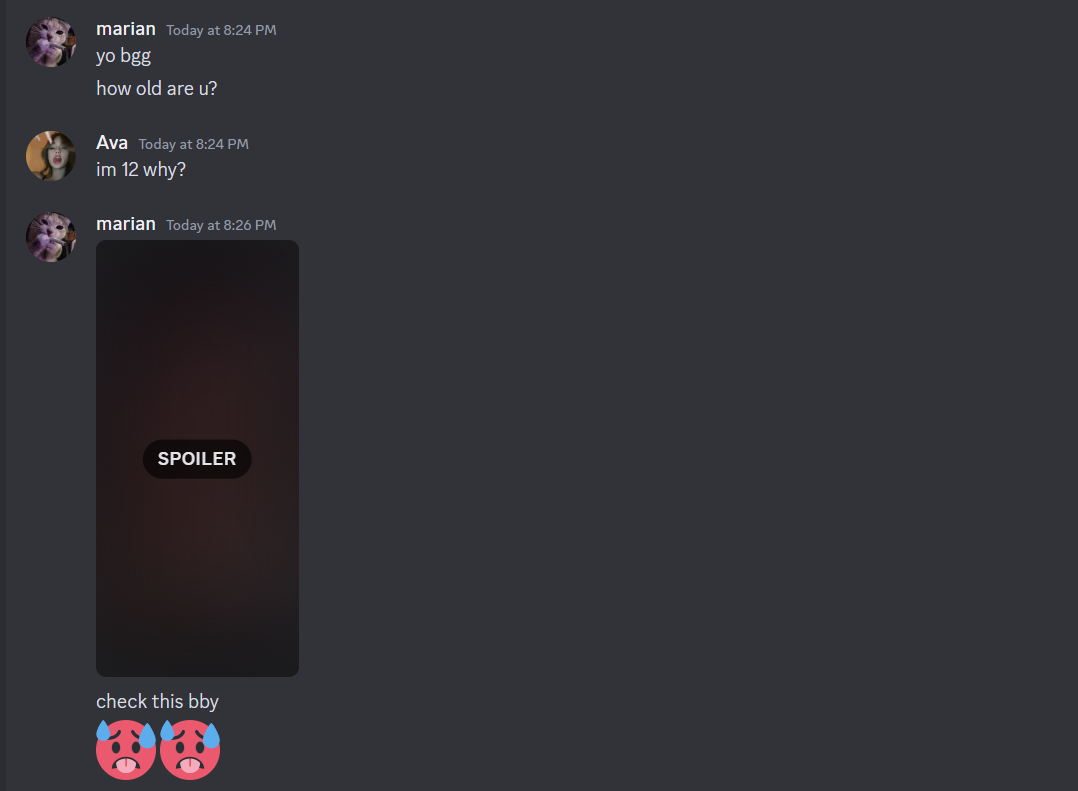 marian Today at 8:24 PM
yo bgg
how old are u?
Ava Today at 8:24 PM
im 12 why?
marian Today at 8:26 PM
SPOILER
check this bby